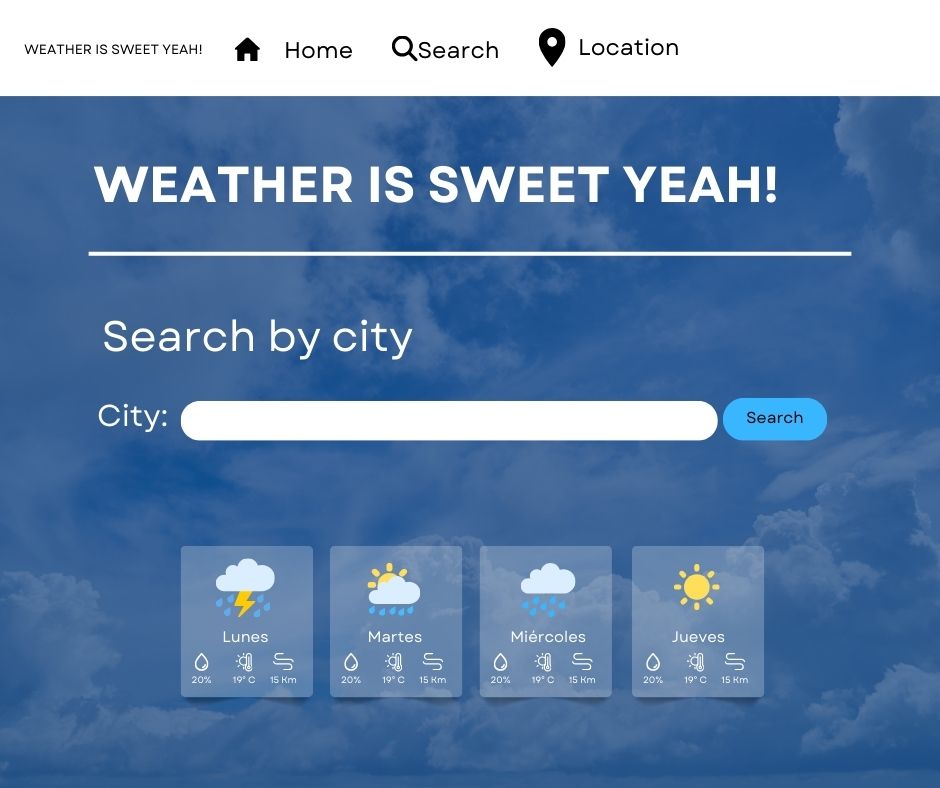 WEATHER IS SWEET YEAH!
Home
Search
Location
WEATHER IS SWEET YEAH!
Search by city
City:
Search
Lunes
20% 19° C 15 Km
Martes
20% 19° C 15 Km
Miércoles
20% 19° C 15 Km
Jueves
20% 19° C 15 Km